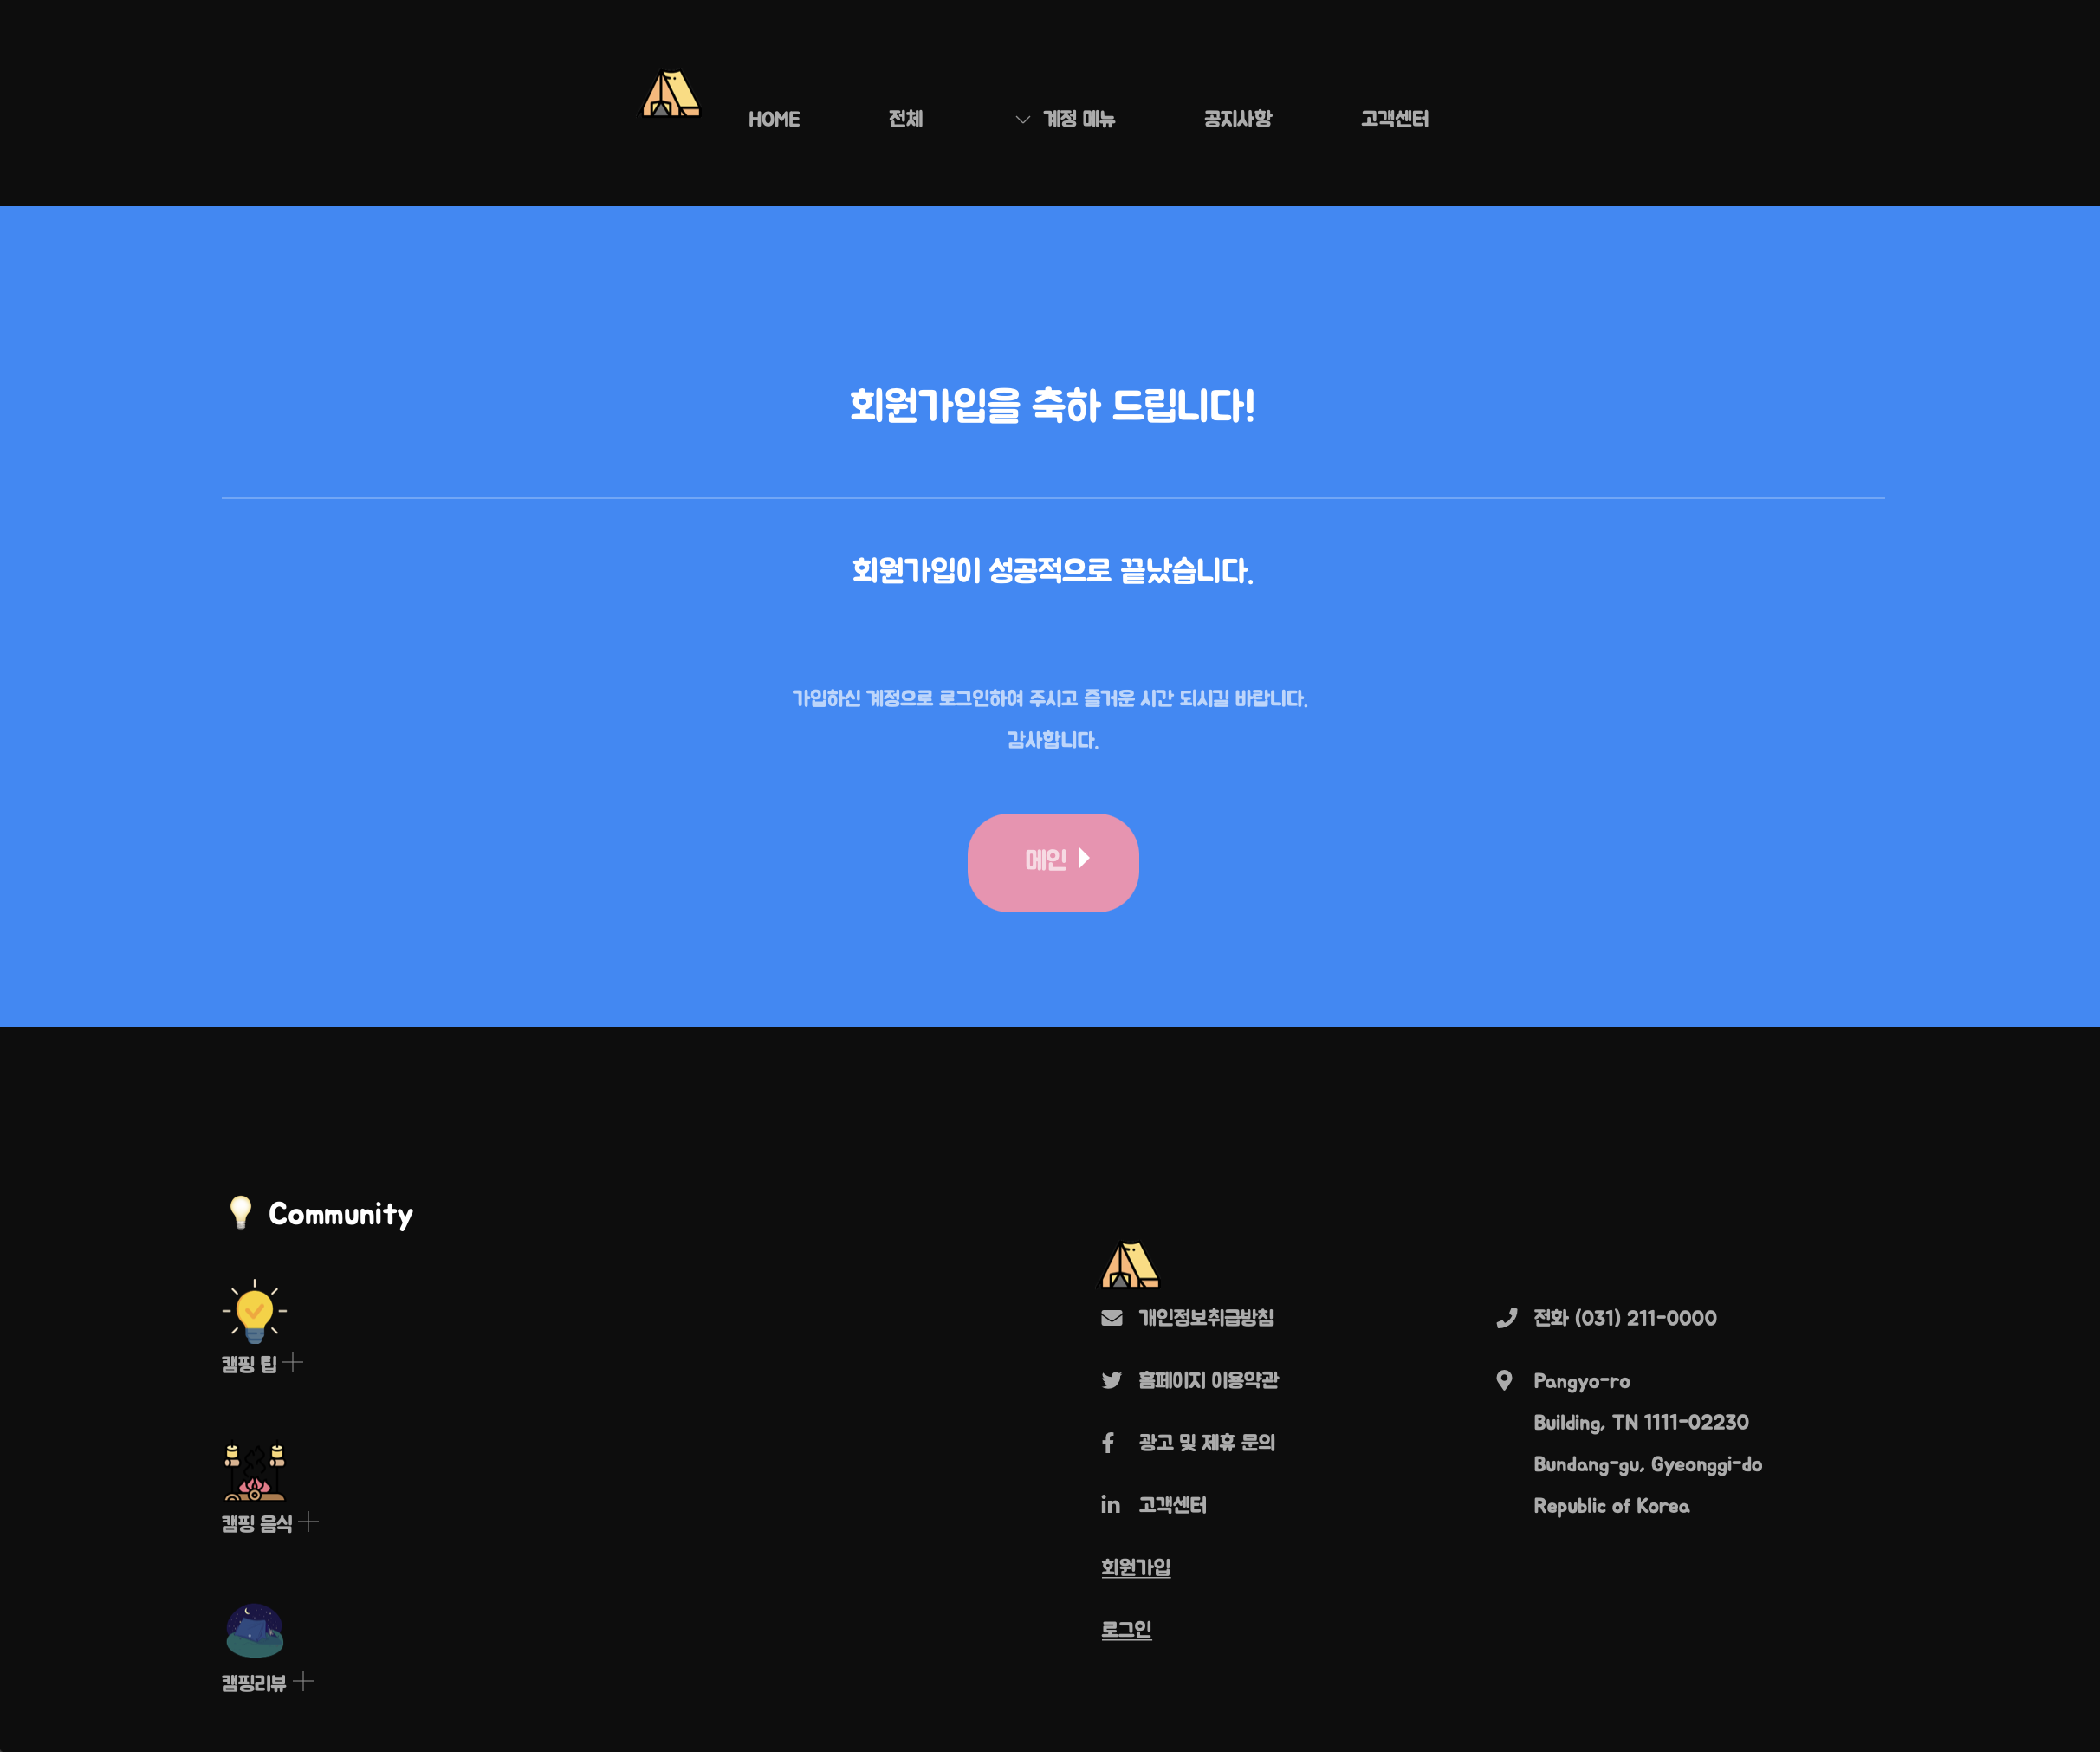 HOME
전체
계정 메뉴
공지사항
고객센터
회원가입을 축하 드립니다!
회원가입이 성공적으로 끝났습니다.
가입하신 계정으로 로그인하여 주시고 즐거운 시간 되시길 바랍니다.
감사합니다.
메인
Community
캠핑 팁
캠핑 음식
캠핑리뷰
개인정보취급방침
홈페이지 이용약관
광고 및 제휴 문의
고객센터
회원가입
로그인
전화 (031) 211-0000
Pangyo-ro
Building, TN 1111-02230
Bundang-gu, Gyeonggi-do
Republic of Korea